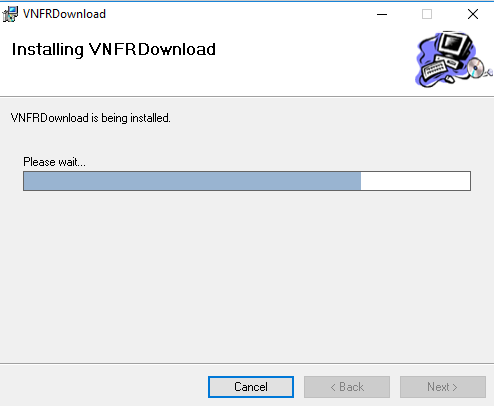 VNFRDownload
Installing VNFRDownload
VNFRDownload is being installed.
Please wait...
Cancel
< Back
Next >